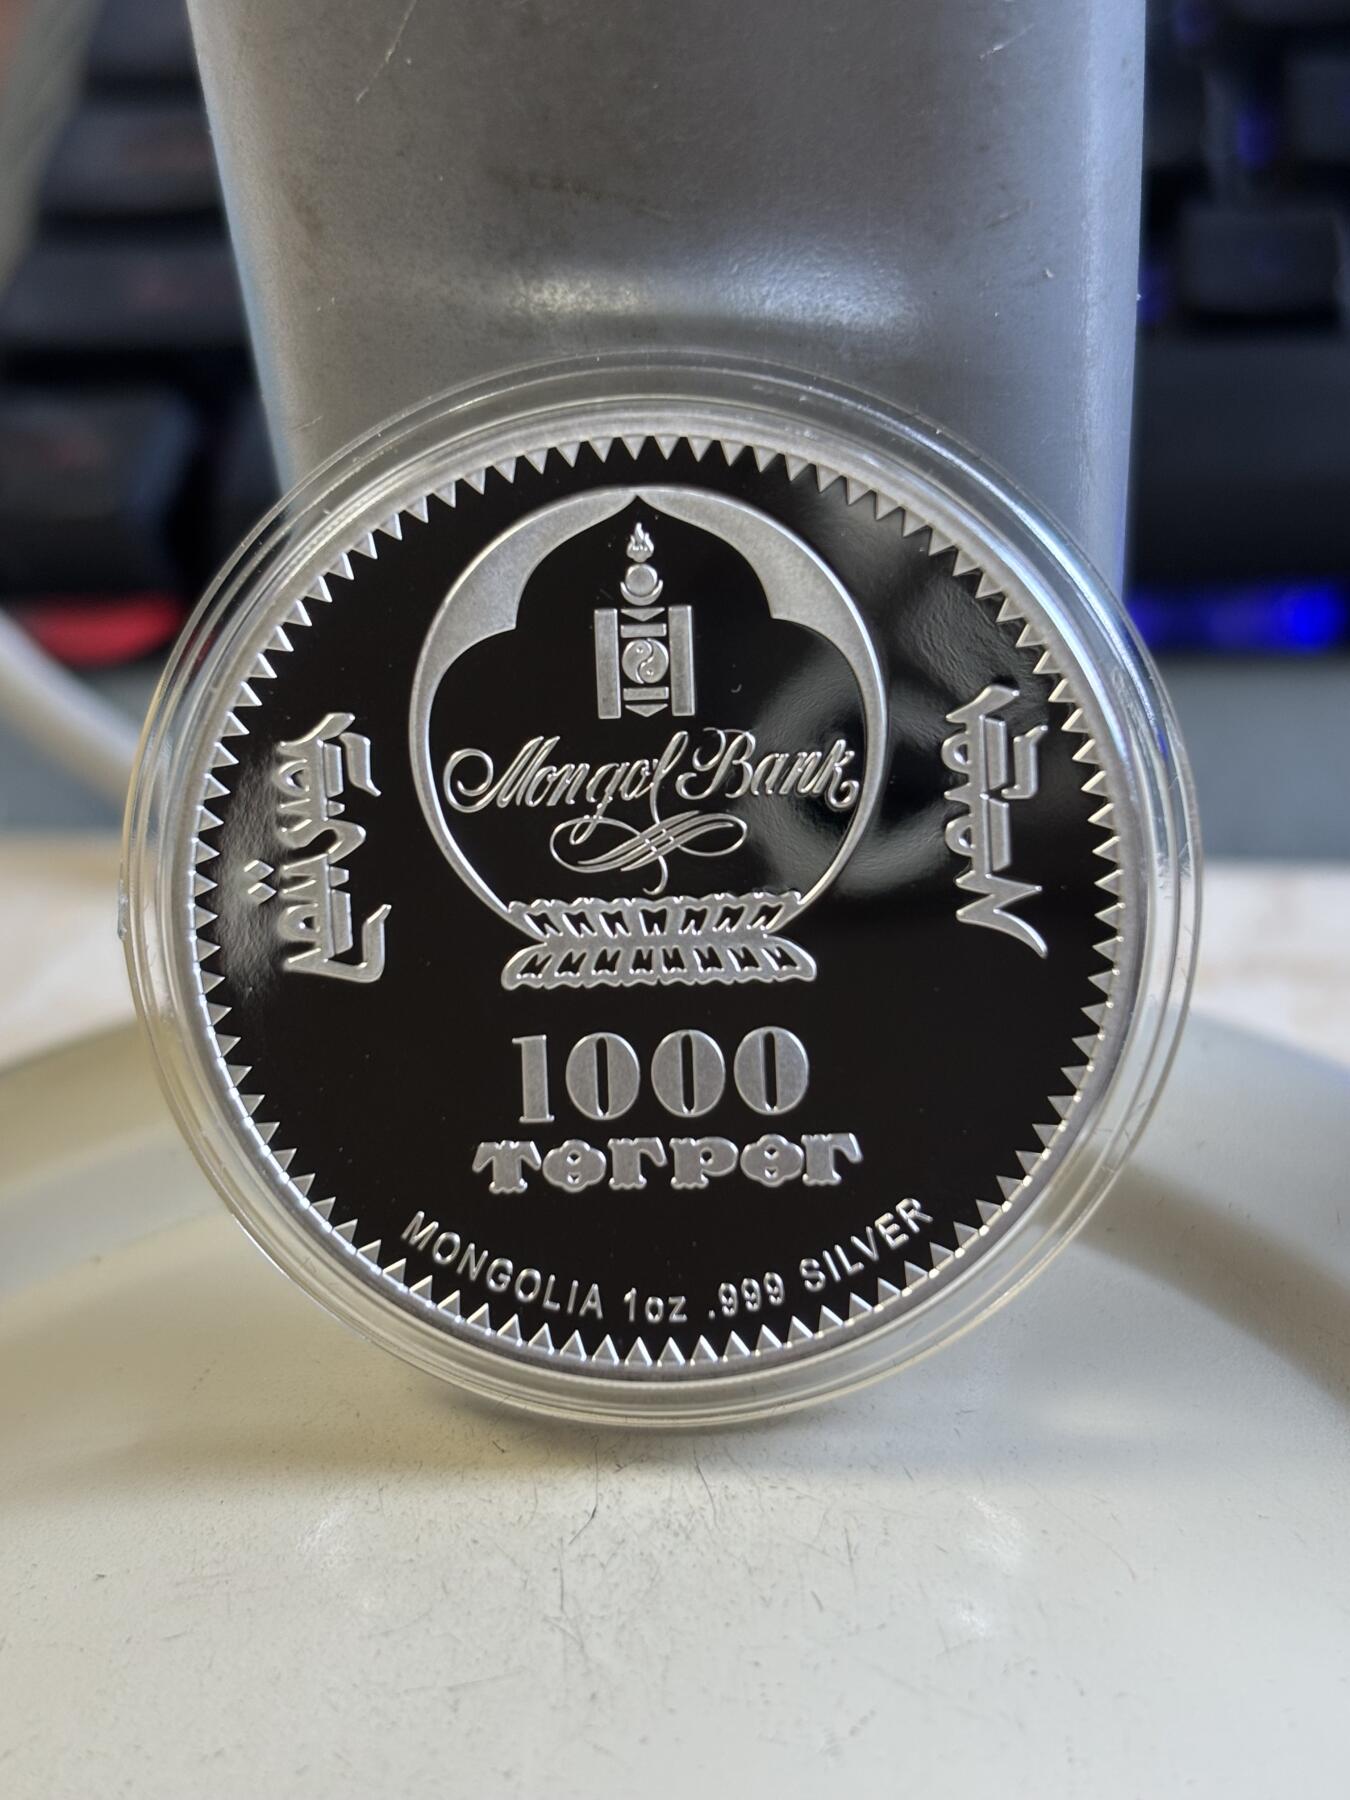 Mongol Bank
1000
төгрөг
MONGOLIA 1oz .999 SILVER